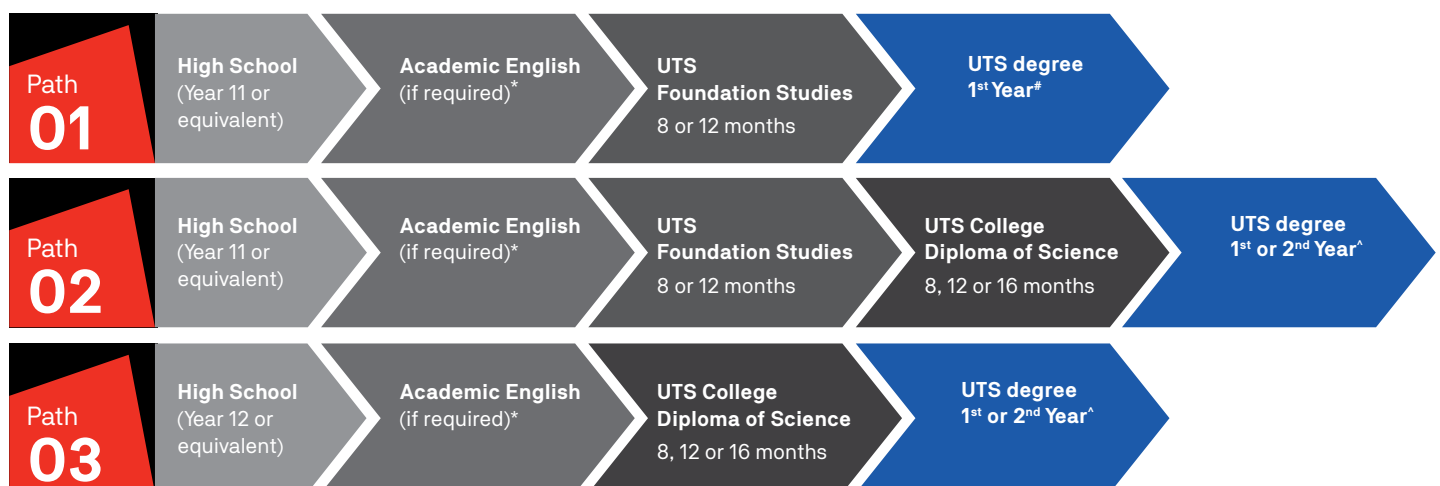 Path
01
High School
(Year 11 or
equivalent)
Academic English
(if required)*
UTS
Foundation Studies
8 or 12 months
UTS degree
1st Year#
Path
02
High School
(Year 11 or
equivalent)
Academic English
(if required)*
UTS
Foundation Studies
8 or 12 months
UTS College
Diploma of Science
8, 12 or 16 months
UTS degree
1st or 2nd Year^
Path
03
High School
(Year 12 or
equivalent)
Academic English
(if required)*
UTS College
Diploma of Science
8, 12 or 16 months
UTS degree
1st or 2nd Year^